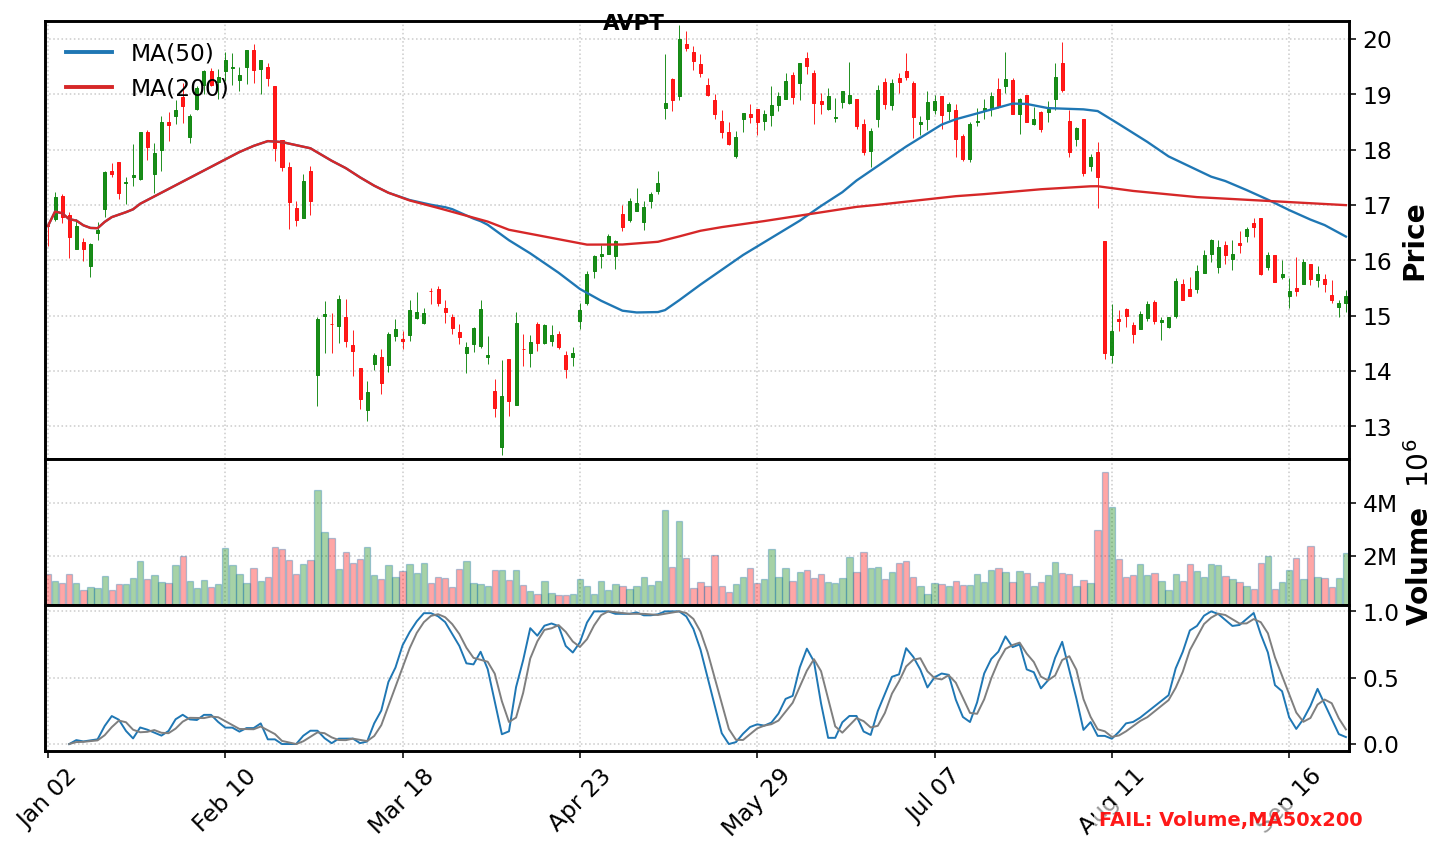 AVPT
MA(50)
MA(200)
20
19
18
17
16
15
14
13
Price
10^6
4M
2M
Volume
1.0
0.5
0.0
Jan 02
Feb 10
Mar 18
Apr 23
May 29
Jul 07
Aug 11
Sep 16
FAIL: Volume,MA50x200